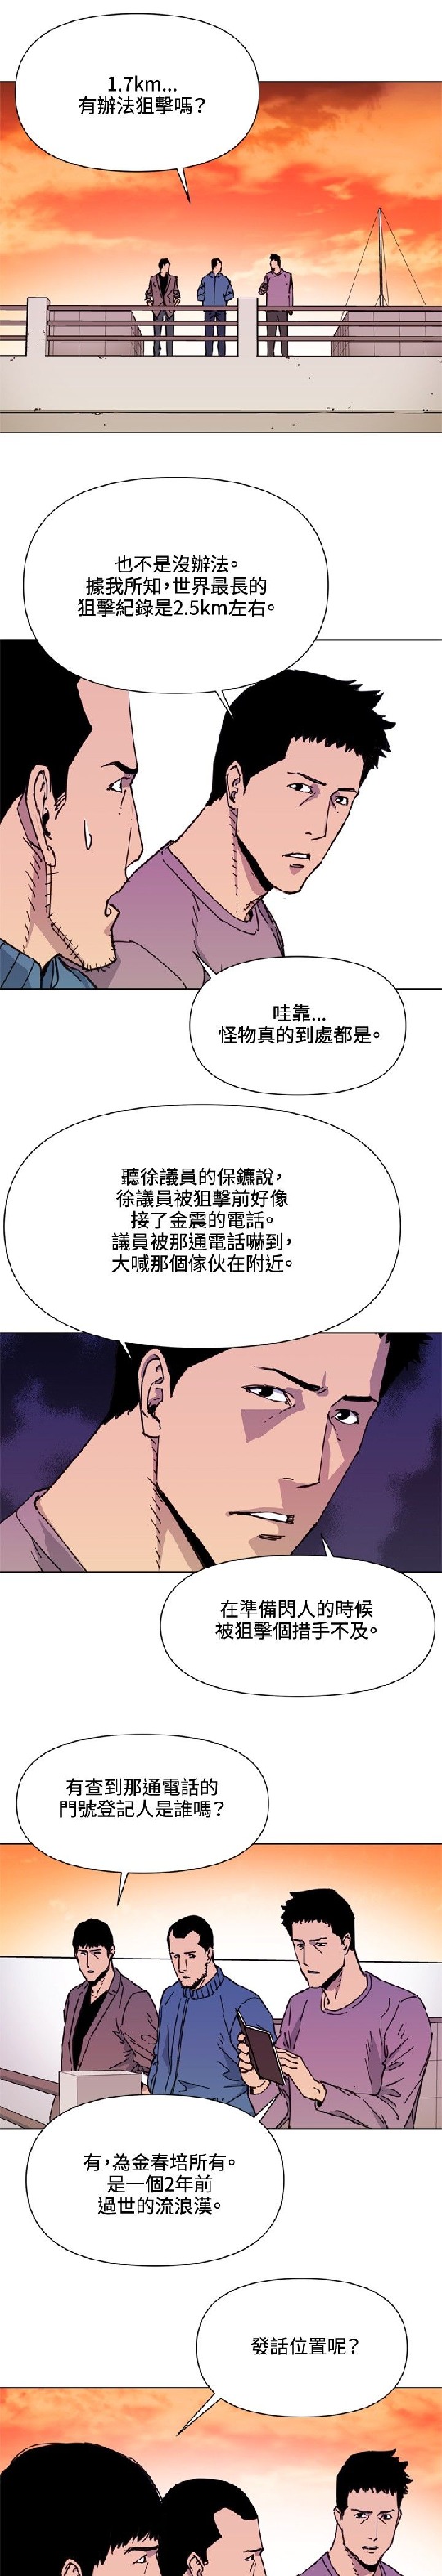 1.7km...
有辦法狙擊嗎？
也不是沒辦法。
據我所知，世界最長的
狙擊紀錄是2.5km左右。
哇靠...
怪物真的到處都是。
聽徐議員的保鑣說，
徐議員被狙擊前好像
接了金震的電話。
議員被那通電話嚇到，
大喊那個傢伙在附近。
在準備閃人的時候
被狙擊個措手不及。
有查到那通電話的
門號登記人是誰嗎？
有，為金春培所有。
是一個2年前
過世的流浪漢。
發話位置呢？